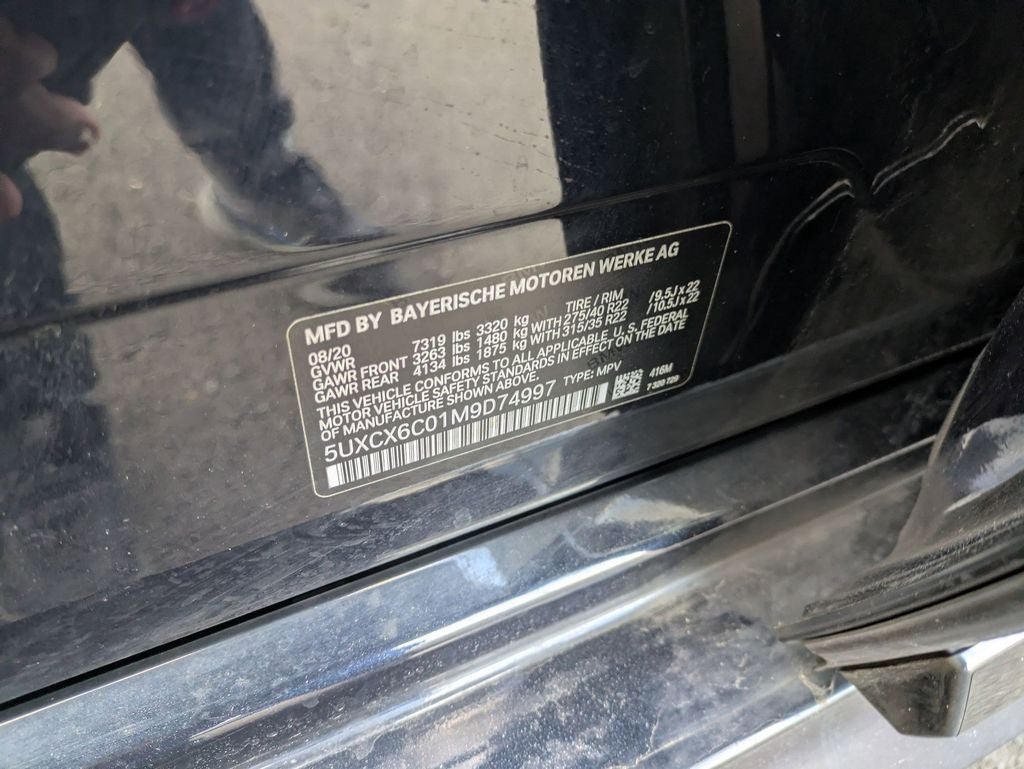 MFD BY BAYERISCHE MOTOREN WERKE AG
08/20
GVWR 7319 lbs 3320 kg TIRE / RIM
GAWR FRONT 3263 lbs 1480 kg WITH 275/40 R22 /9.5Jx22
GAWR REAR 4134 lbs 1875 kg WITH 315/35 R22 /10.5Jx22
THIS VEHICLE CONFORMS TO ALL APPLICABLE U.S. FEDERAL
MOTOR VEHICLE SAFETY STANDARDS IN EFFECT ON THE DATE
OF MANUFACTURE SHOWN ABOVE.
5UXCX6C01M9D74997 TYPE: MPV 416M
7 320 729